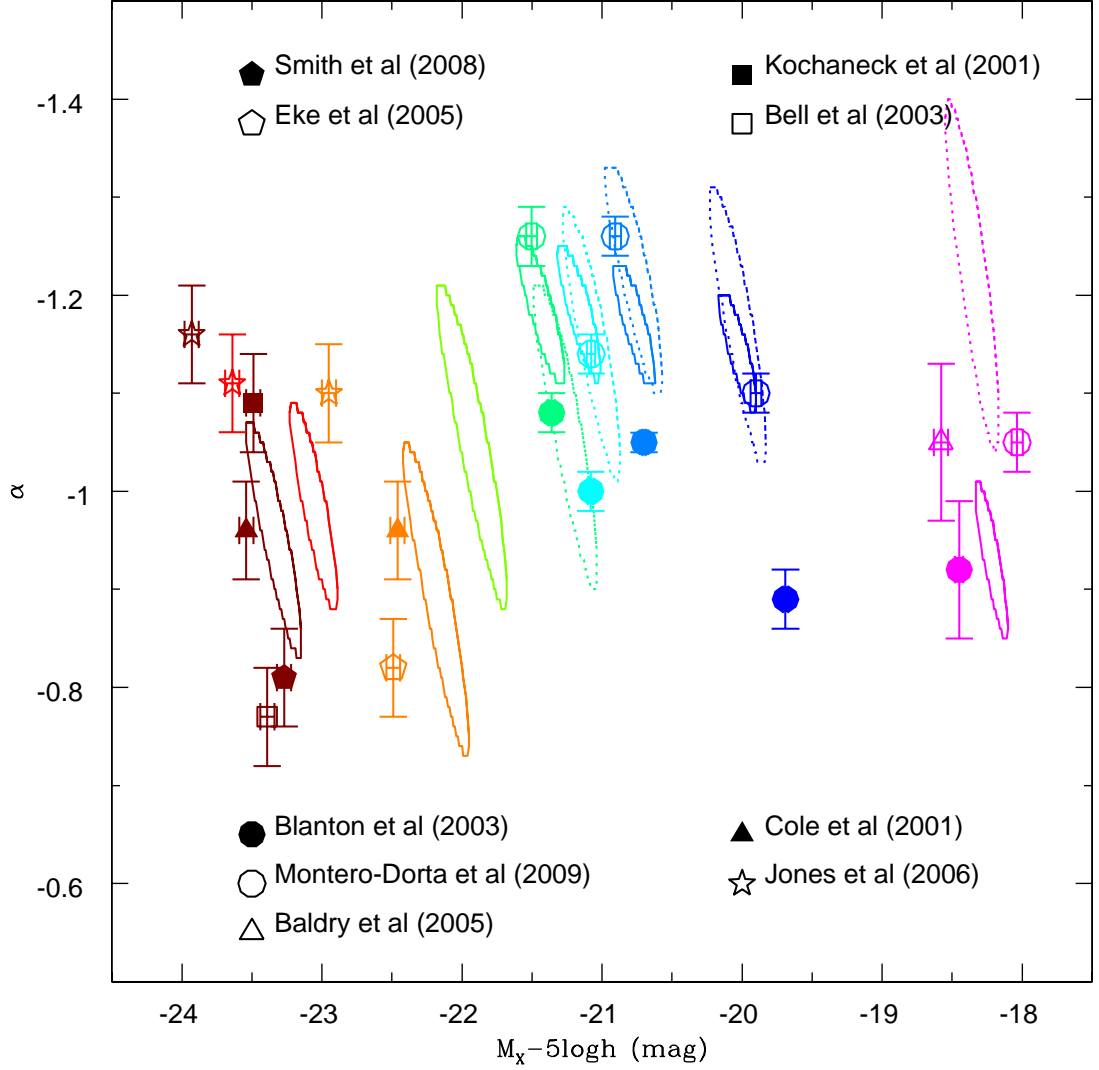 Smith et al (2008)
Kochaneck et al (2001)
Eke et al (2005)
Bell et al (2003)
-1.4
-1.2
-1
-0.8
-0.6
α
Blanton et al (2003)
Cole et al (2001)
Montero-Dorta et al (2009)
Jones et al (2006)
Baldry et al (2005)
-24
-23
-22
-21
-20
-19
-18
M_X-5logh (mag)